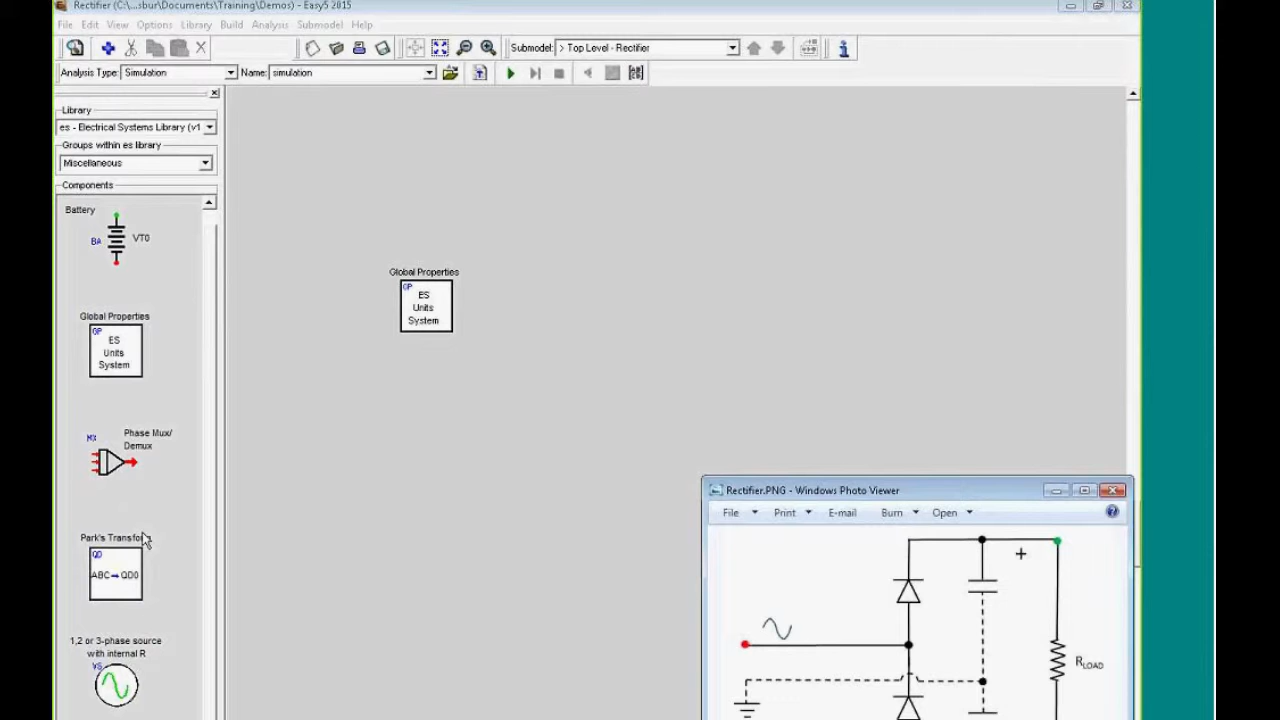 Rectifier (C:\...sbur\Documents\Training\Demos) - Easy5 2015
File Edit View Options Library Build Analysis Submodel Help
Submodel: > Top Level - Rectifier
Analysis Type: Simulation Name: simulation
Library
es - Electrical Systems Library (v1
Groups within es library
Miscellaneous
Components
Battery
BA VT0
Global Properties
GP
ES
Units
System
Phase Mux/
MX Demux
Park's Transfo
QD
ABC→QD0
1,2 or 3-phase source
with internal R
VS
Global Properties
GP
ES
Units
System
Rectifier.PNG - Windows Photo Viewer
File Print E-mail Burn Open
+
RLOAD